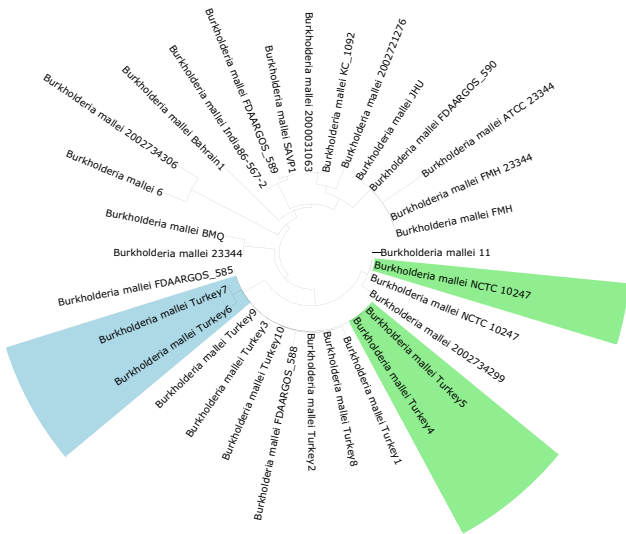 Burkholderia mallei 11
Burkholderia mallei FMH
Burkholderia mallei FMH 23344
Burkholderia mallei ATCC 23344
Burkholderia mallei FDAARGOS_590
Burkholderia mallei JHU
Burkholderia mallei 2002721276
Burkholderia mallei KC_1092
Burkholderia mallei 2000031063
Burkholderia mallei SAVP1
Burkholderia mallei FDAARGOS_589
Burkholderia mallei India86-567-2
Burkholderia mallei Bahrain1
Burkholderia mallei 2002734306
Burkholderia mallei 6
Burkholderia mallei BMQ
Burkholderia mallei 23344
Burkholderia mallei FDAARGOS_585
Burkholderia mallei Turkey7
Burkholderia mallei Turkey6
Burkholderia mallei Turkey9
Burkholderia mallei Turkey3
Burkholderia mallei Turkey10
Burkholderia mallei FDAARGOS_588
Burkholderia mallei Turkey2
Burkholderia mallei Turkey8
Burkholderia mallei Turkey1
Burkholderia mallei Turkey4
Burkholderia mallei Turkey5
Burkholderia mallei 2002734299
Burkholderia mallei NCTC 10247
Burkholderia mallei NCTC 10247